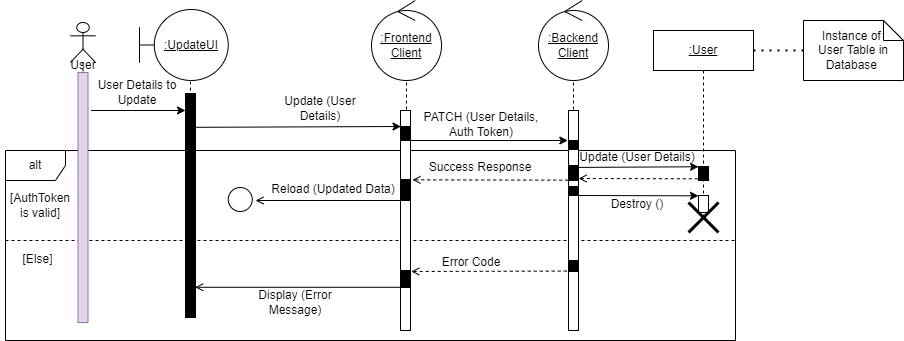 User
:UpdateUI
:Frontend
Client
:Backend
Client
:User
Instance of
User Table in
Database
User Details to
Update
Update (User
Details)
PATCH (User Details,
Auth Token)
alt
[AuthToken
is valid]
Update (User Details)
Success Response
Reload (Updated Data)
Destroy ()
[Else]
Error Code
Display (Error
Message)